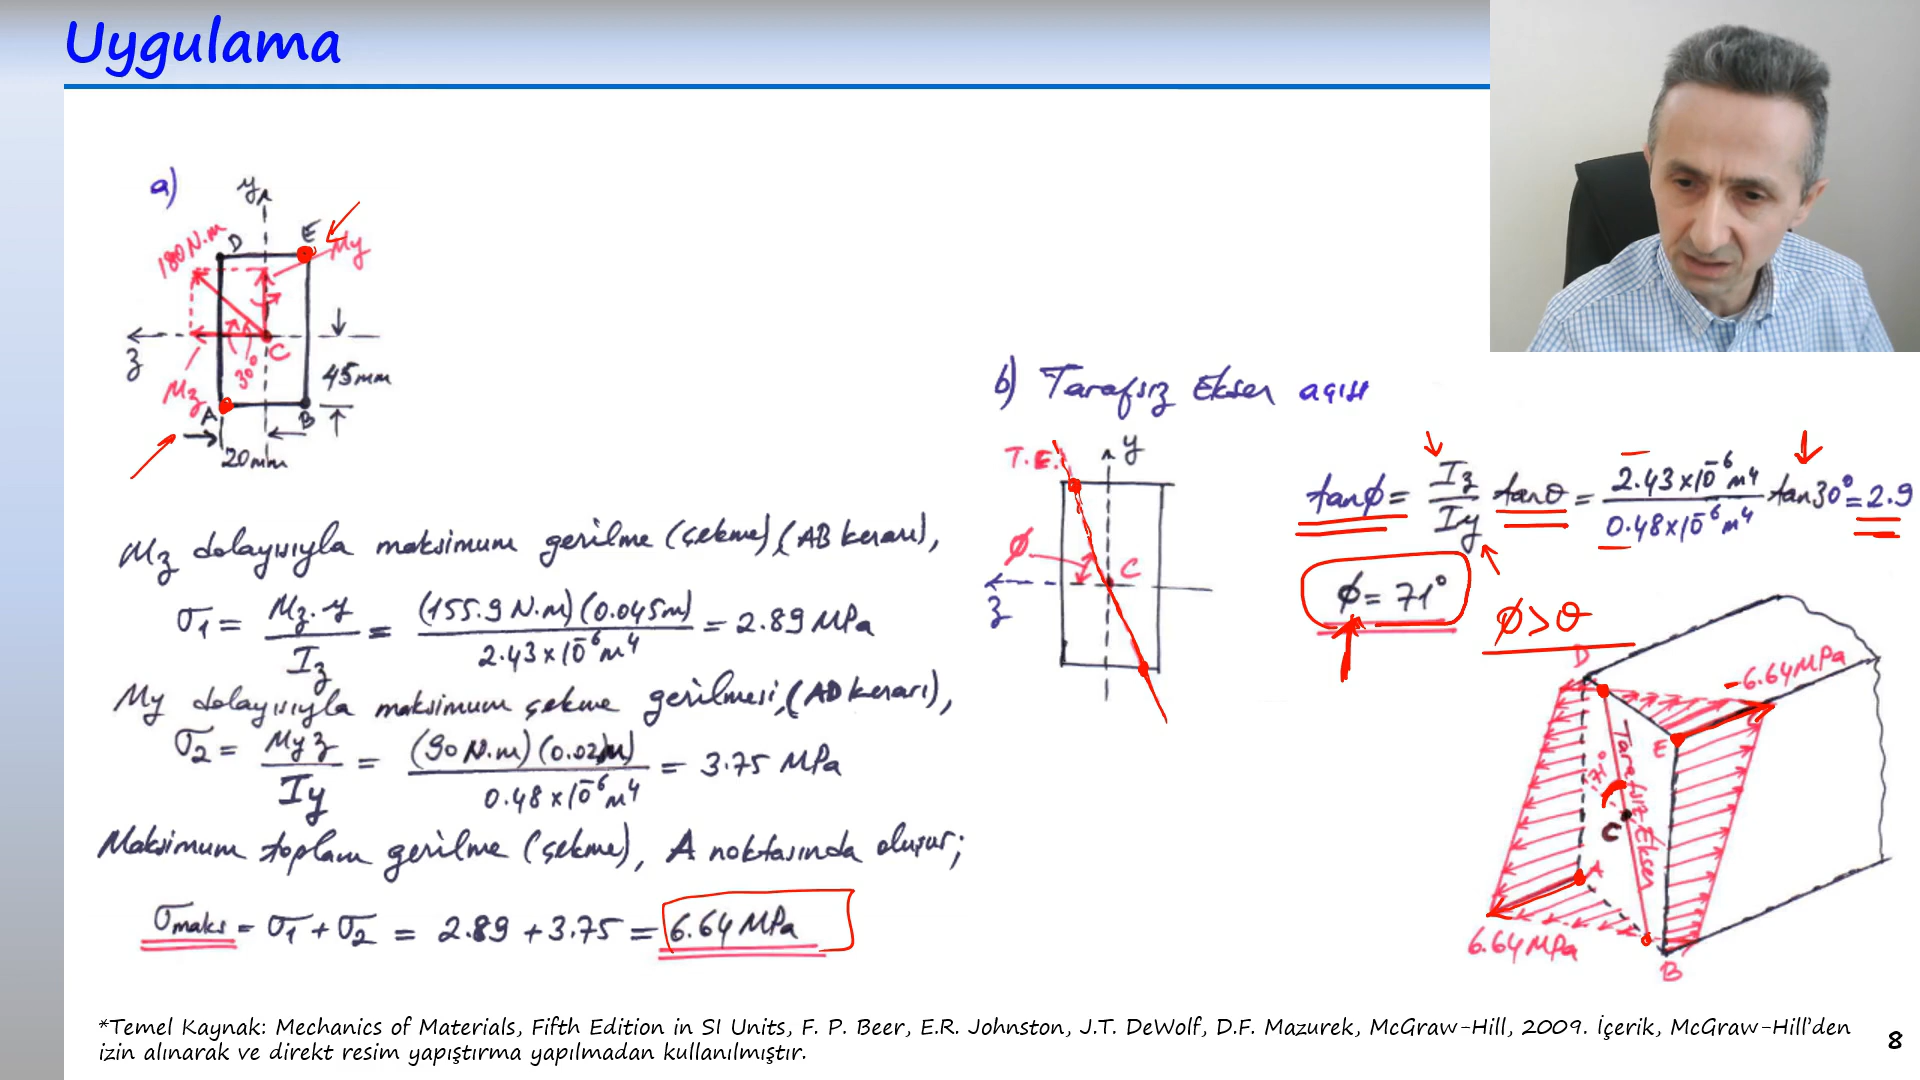 Uygulama
a)
y
180 N.m
D
E
My
z
C
30°
Mz
45mm
A
B
20mm
Mz dolayısıyla maksimum gerilme (çekme), (AB kenarı),
σ1 = Mz.y / Iz = (155.9 N.m)(0.045m) / 2.43x10⁻⁶m⁴ = 2.89 MPa
My dolayısıyla maksimum çekme gerilmesi, (AD kenarı),
σ2 = My z / Iy = (90 N.m)(0.02m) / 0.48x10⁻⁶m⁴ = 3.75 MPa
Maksimum toplam gerilme (çekme), A noktasında oluşur;
σmaks = σ1 + σ2 = 2.89 + 3.75 = 6.64 MPa
b) Tarafsız Eksen açısı
T.E.
y
ϕ
C
z
tanϕ = Iz / Iy tanθ = 2.43x10⁻⁶m⁴ / 0.48x10⁻⁶m⁴ tan30° = 2.9
ϕ = 71°
ϕ > θ
D
-6.64MPa
E
71°
Tarafsız Eksen
C
A
6.64MPa
B
*Temel Kaynak: Mechanics of Materials, Fifth Edition in SI Units, F. P. Beer, E.R. Johnston, J.T. DeWolf, D.F. Mazurek, McGraw-Hill, 2009. İçerik, McGraw-Hill'den
izin alınarak ve direkt resim yapıştırma yapılmadan kullanılmıştır.
8